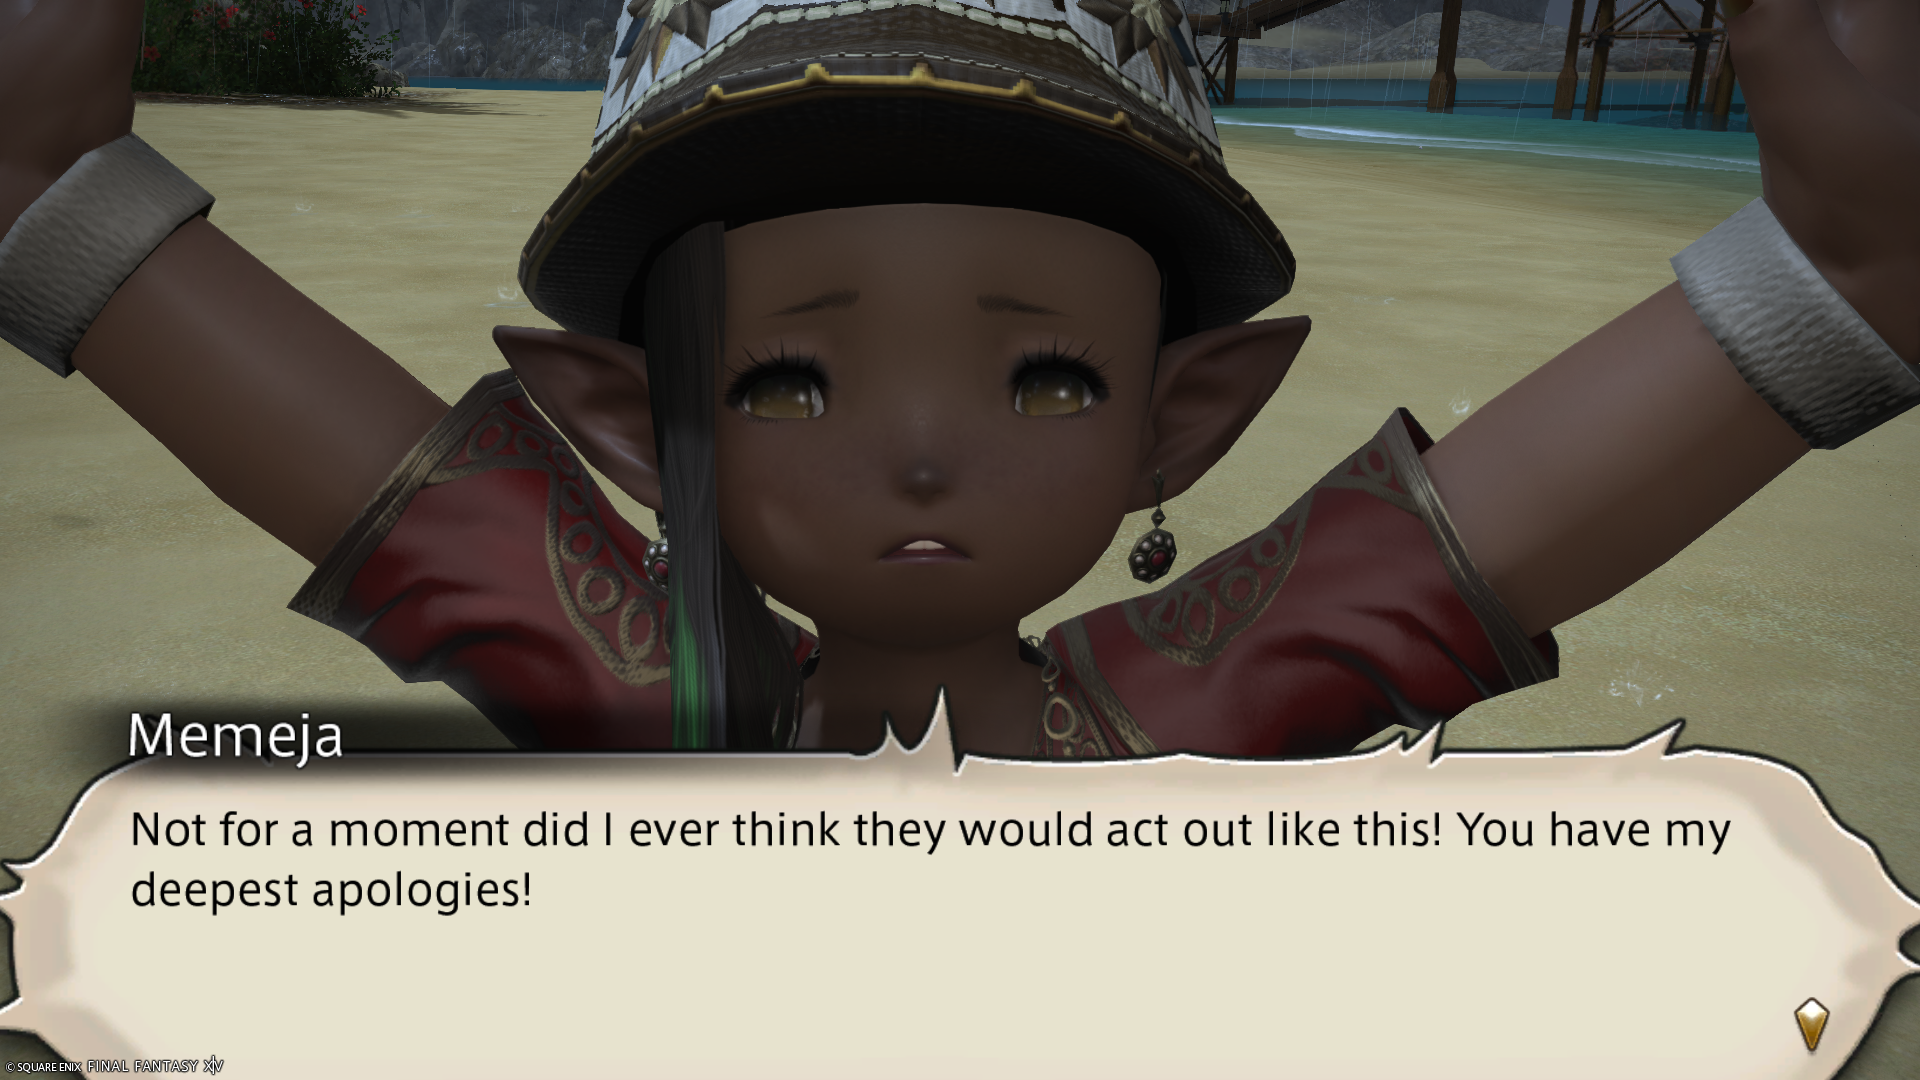 Memeja
Not for a moment did I ever think they would act out like this! You have my
deepest apologies!
© SQUARE ENIX FINAL FANTASY XIV